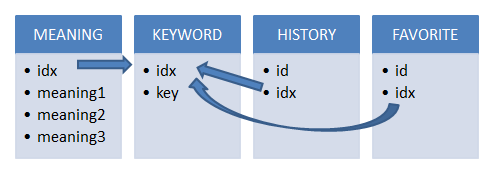 MEANING
• idx
• meaning1
• meaning2
• meaning3
KEYWORD
• idx
• key
HISTORY
• id
• idx
FAVORITE
• id
• idx